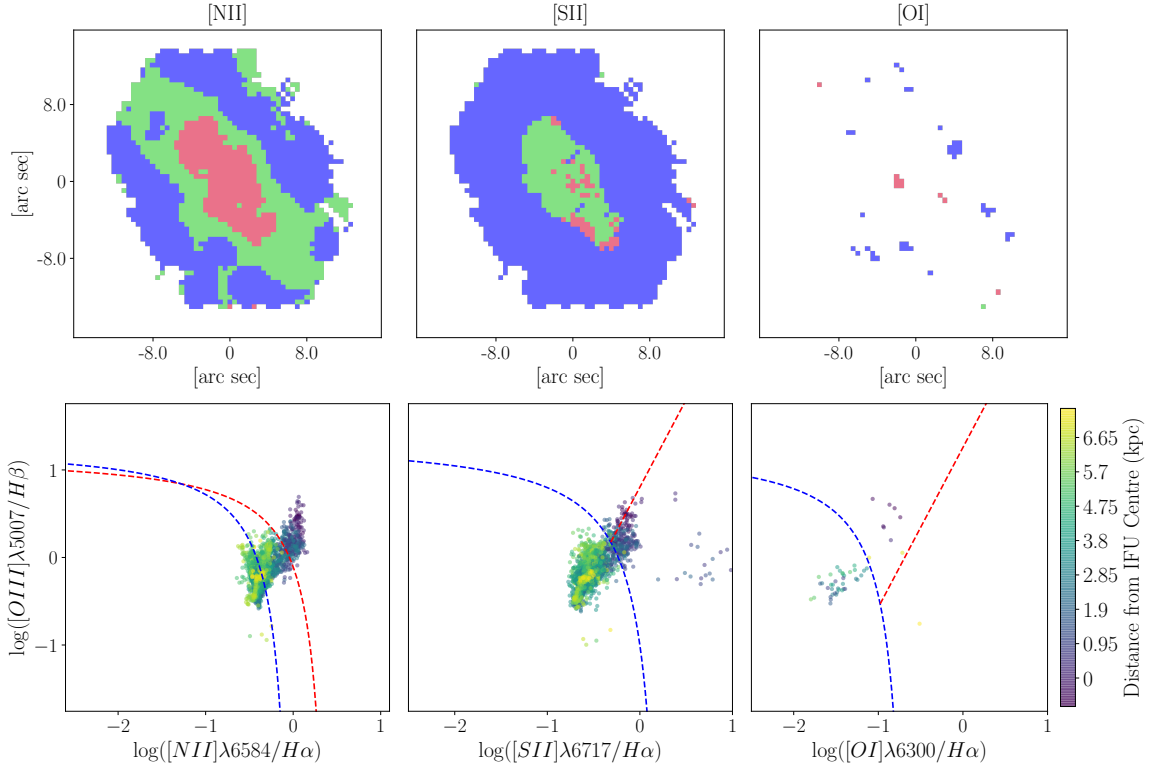 [NII] [SII] [OI]
8.0
0
-8.0
[arc sec]
-8.0 0 8.0 -8.0 0 8.0 -8.0 0 8.0
[arc sec] [arc sec] [arc sec]
1
0
−1
log([OIII]λ5007/Hβ)
−2 −1 0 1 −2 −1 0 1 −2 −1 0 1
log([NII]λ6584/Hα) log([SII]λ6717/Hα) log([OI]λ6300/Hα)
6.65
5.7
4.75
3.8
2.85
1.9
0.95
0
Distance from IFU Centre (kpc)